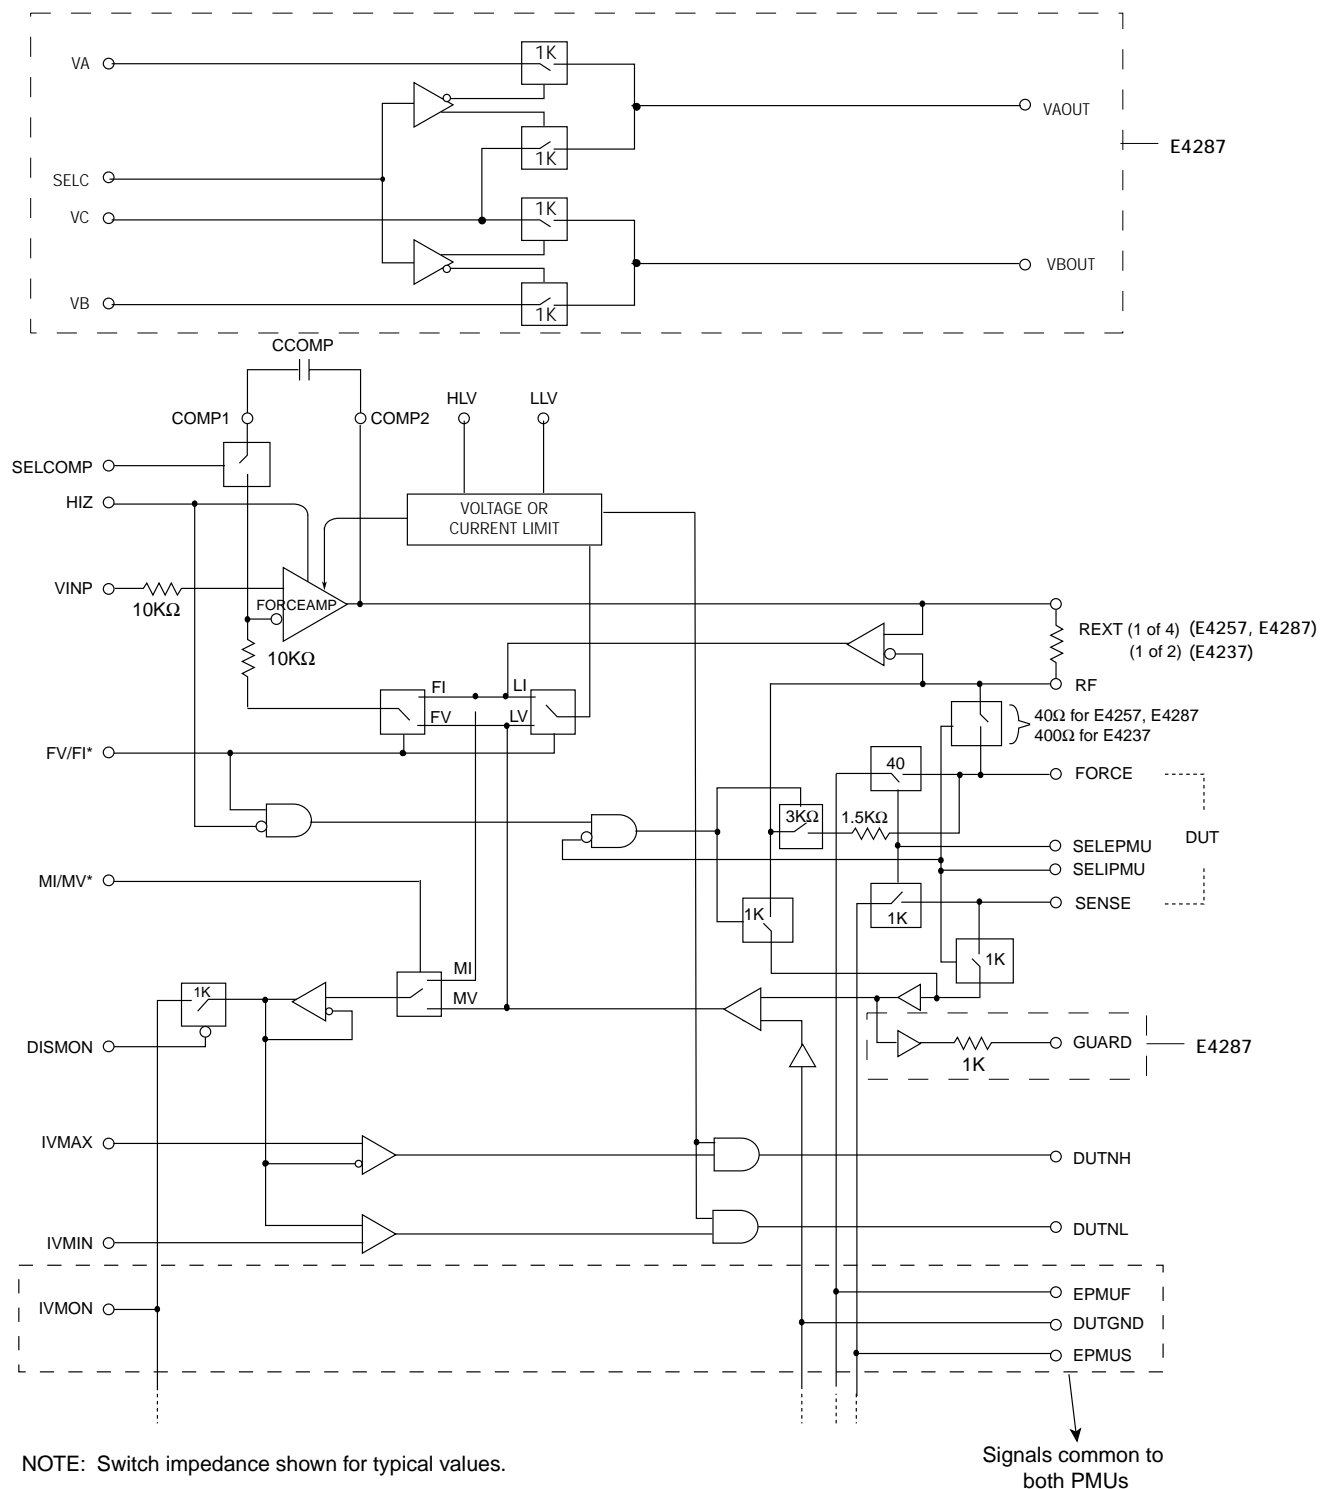 1K
VA
VAOUT
E4287
1K
SELC
1K
VC
VBOUT
VB
1K
CCOMP
HLV
LLV
COMP1
COMP2
SELCOMP
HIZ
VOLTAGE OR
CURRENT LIMIT
VINP
10KΩ
FORCEAMP
REXT (1 of 4) (E4257, E4287)
(1 of 2) (E4237)
10KΩ
FI
LI
RF
FV
LV
40Ω for E4257, E4287
400Ω for E4237
FV/FI*
40
FORCE
3KΩ
1.5KΩ
DUT
SELEPMU
SELIPMU
MI/MV*
SENSE
1K
1K
1K
MI
1K
MV
DISMON
GUARD
E4287
1K
IVMAX
DUTNH
DUTNL
IVMIN
EPMUF
IVMON
DUTGND
EPMUS
NOTE: Switch impedance shown for typical values.
Signals common to
both PMUs